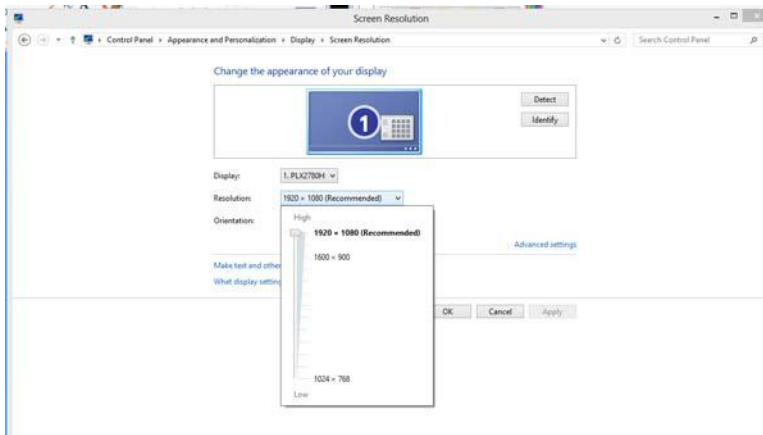 Screen Resolution
Control Panel ▸ Appearance and Personalization ▸ Display ▸ Screen Resolution
Search Control Panel
Change the appearance of your display
1
Detect
Identify
Display:
1. PLX2780H
Resolution:
1920 × 1080 (Recommended)
Orientation:
High
1920 × 1080 (Recommended)
1600 × 900
1024 × 768
Low
Advanced settings
Make text and other
What display setting
OK
Cancel
Apply